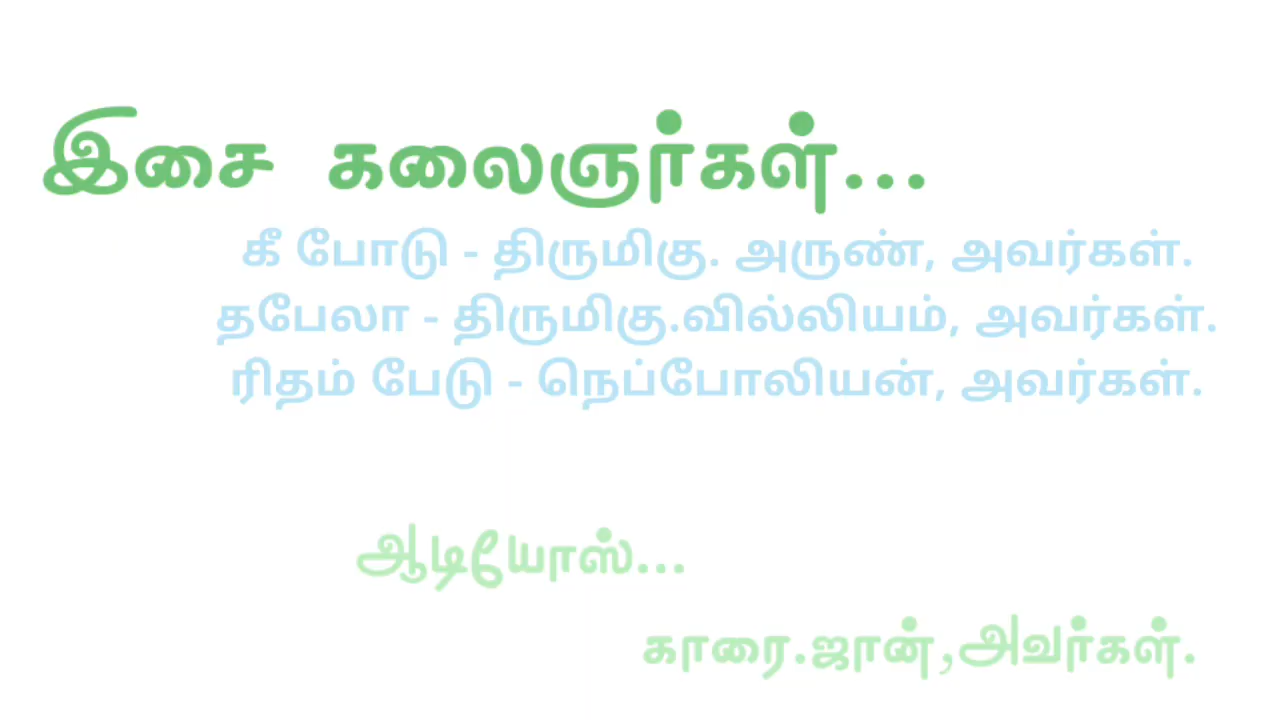 இசை கலைஞர்கள்...
கீ போடு - திருமிகு. அருண், அவர்கள்.
தபேலா - திருமிகு.வில்லியம், அவர்கள்.
ரிதம் பேடு - நெப்போலியன், அவர்கள்.
ஆடியோஸ்...
காரை.ஜான்,அவர்கள்.